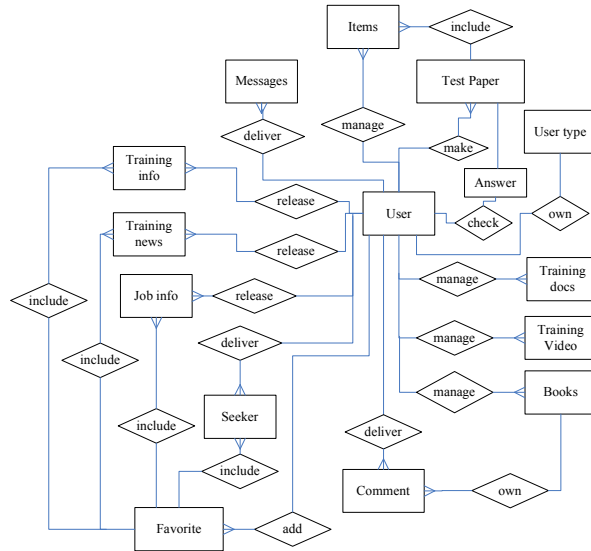 Items
include
Messages
Test Paper
deliver
manage
User type
make
Training
info
Answer
release
User
own
check
Training
news
release
Training
docs
manage
include
Job info
release
deliver
manage
Training
Video
include
manage
Books
Seeker
include
deliver
include
Comment
own
Favorite
add